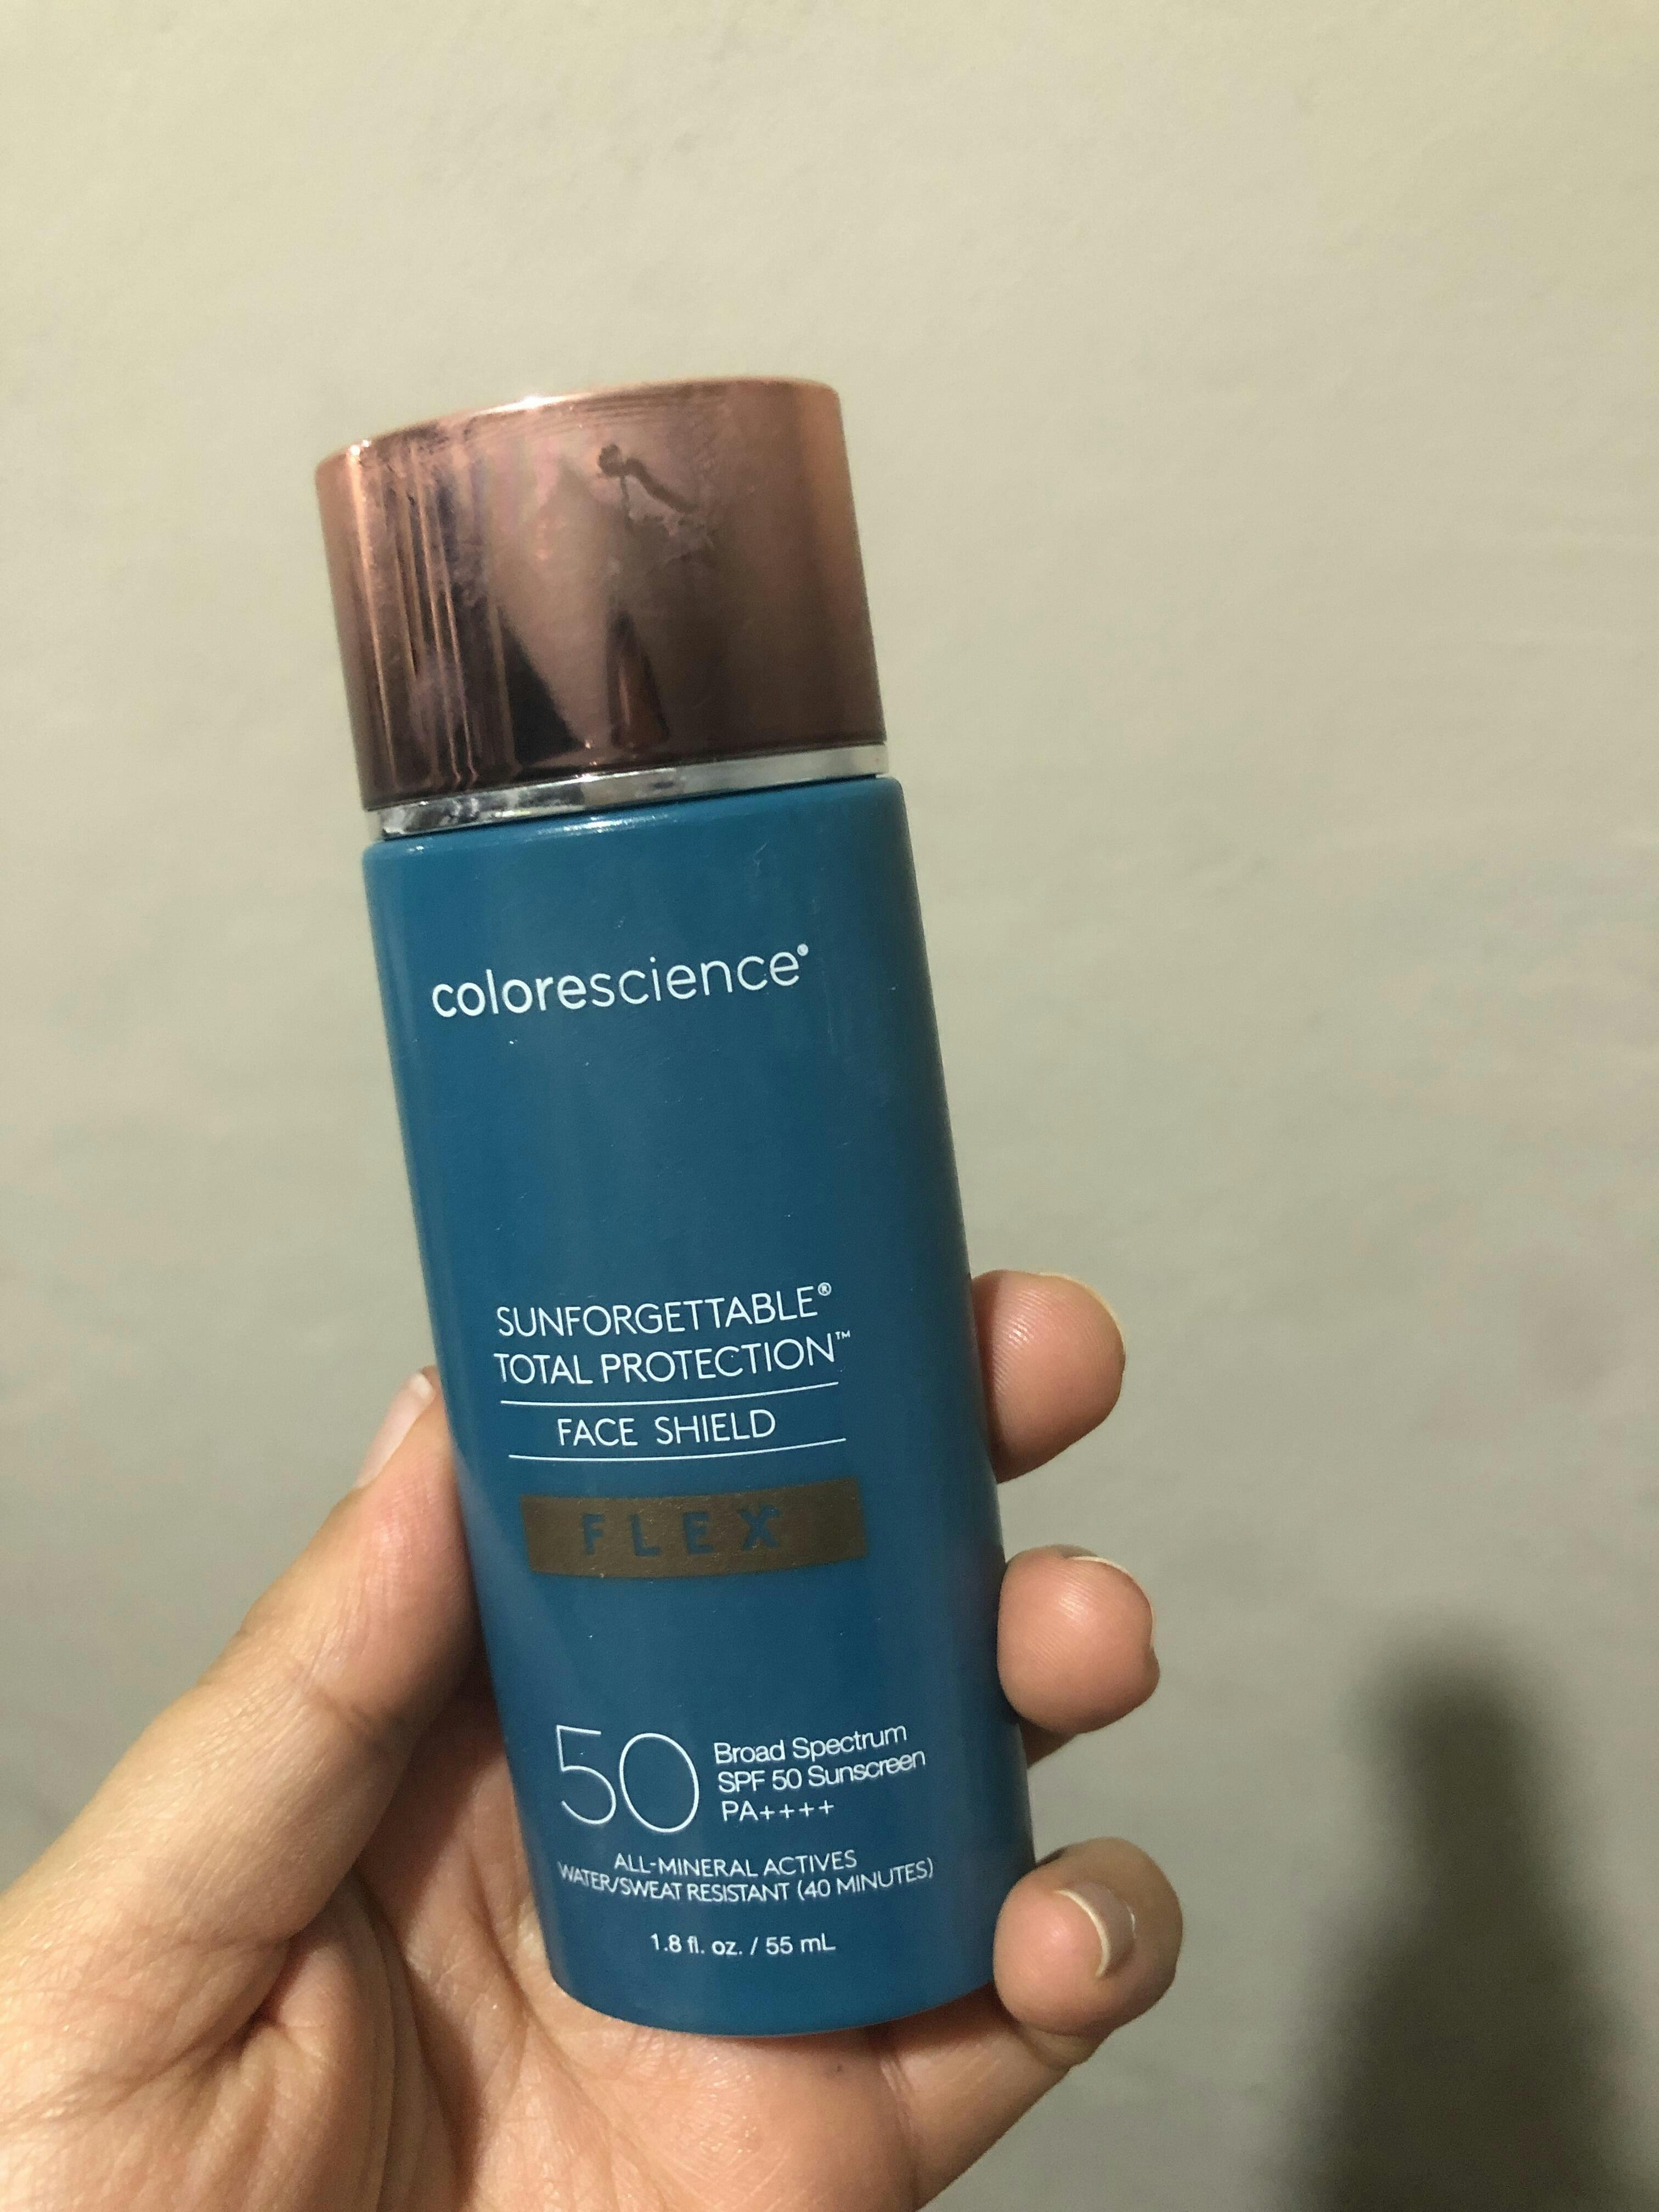 colorescience®
SUNFORGETTABLE®
TOTAL PROTECTION™
FACE SHIELD
FLEX
50
Broad Spectrum
SPF 50 Sunscreen
PA++++
ALL-MINERAL ACTIVES
WATER/SWEAT RESISTANT (40 MINUTES)
1.8 fl. oz. / 55 mL